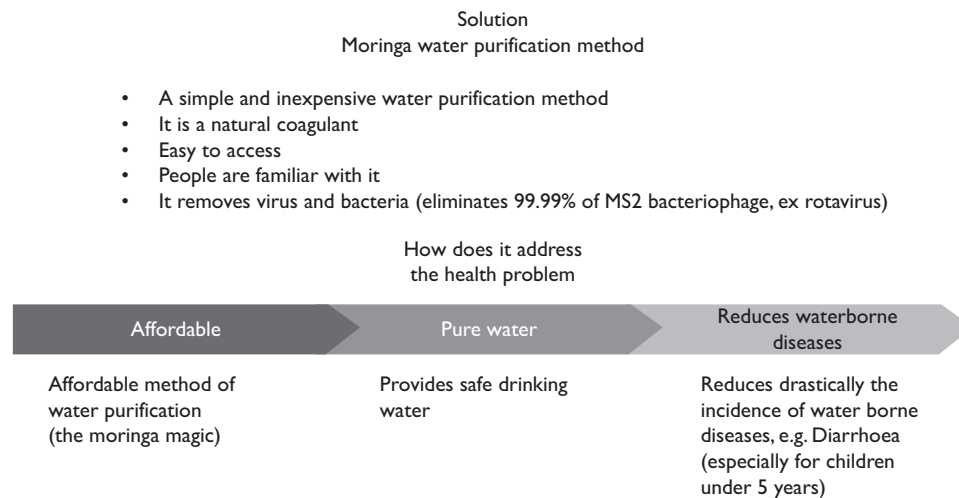 Solution
Moringa water purification method
• A simple and inexpensive water purification method
• It is a natural coagulant
• Easy to access
• People are familiar with it
• It removes virus and bacteria (eliminates 99.99% of MS2 bacteriophage, ex rotavirus)
How does it address
the health problem
Affordable
Pure water
Reduces waterborne
diseases
Affordable method of
water purification
(the moringa magic)
Provides safe drinking
water
Reduces drastically the
incidence of water borne
diseases, e.g. Diarrhoea
(especially for children
under 5 years)